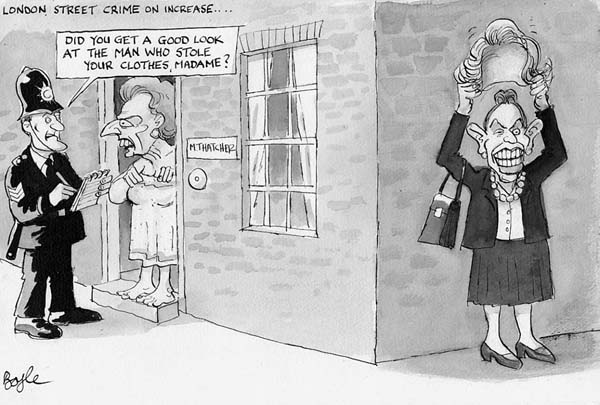 LONDON STREET CRIME ON INCREASE....
DID YOU GET A GOOD LOOK
AT THE MAN WHO STOLE
YOUR CLOTHES, MADAME?
M. THATCHER
Boyle